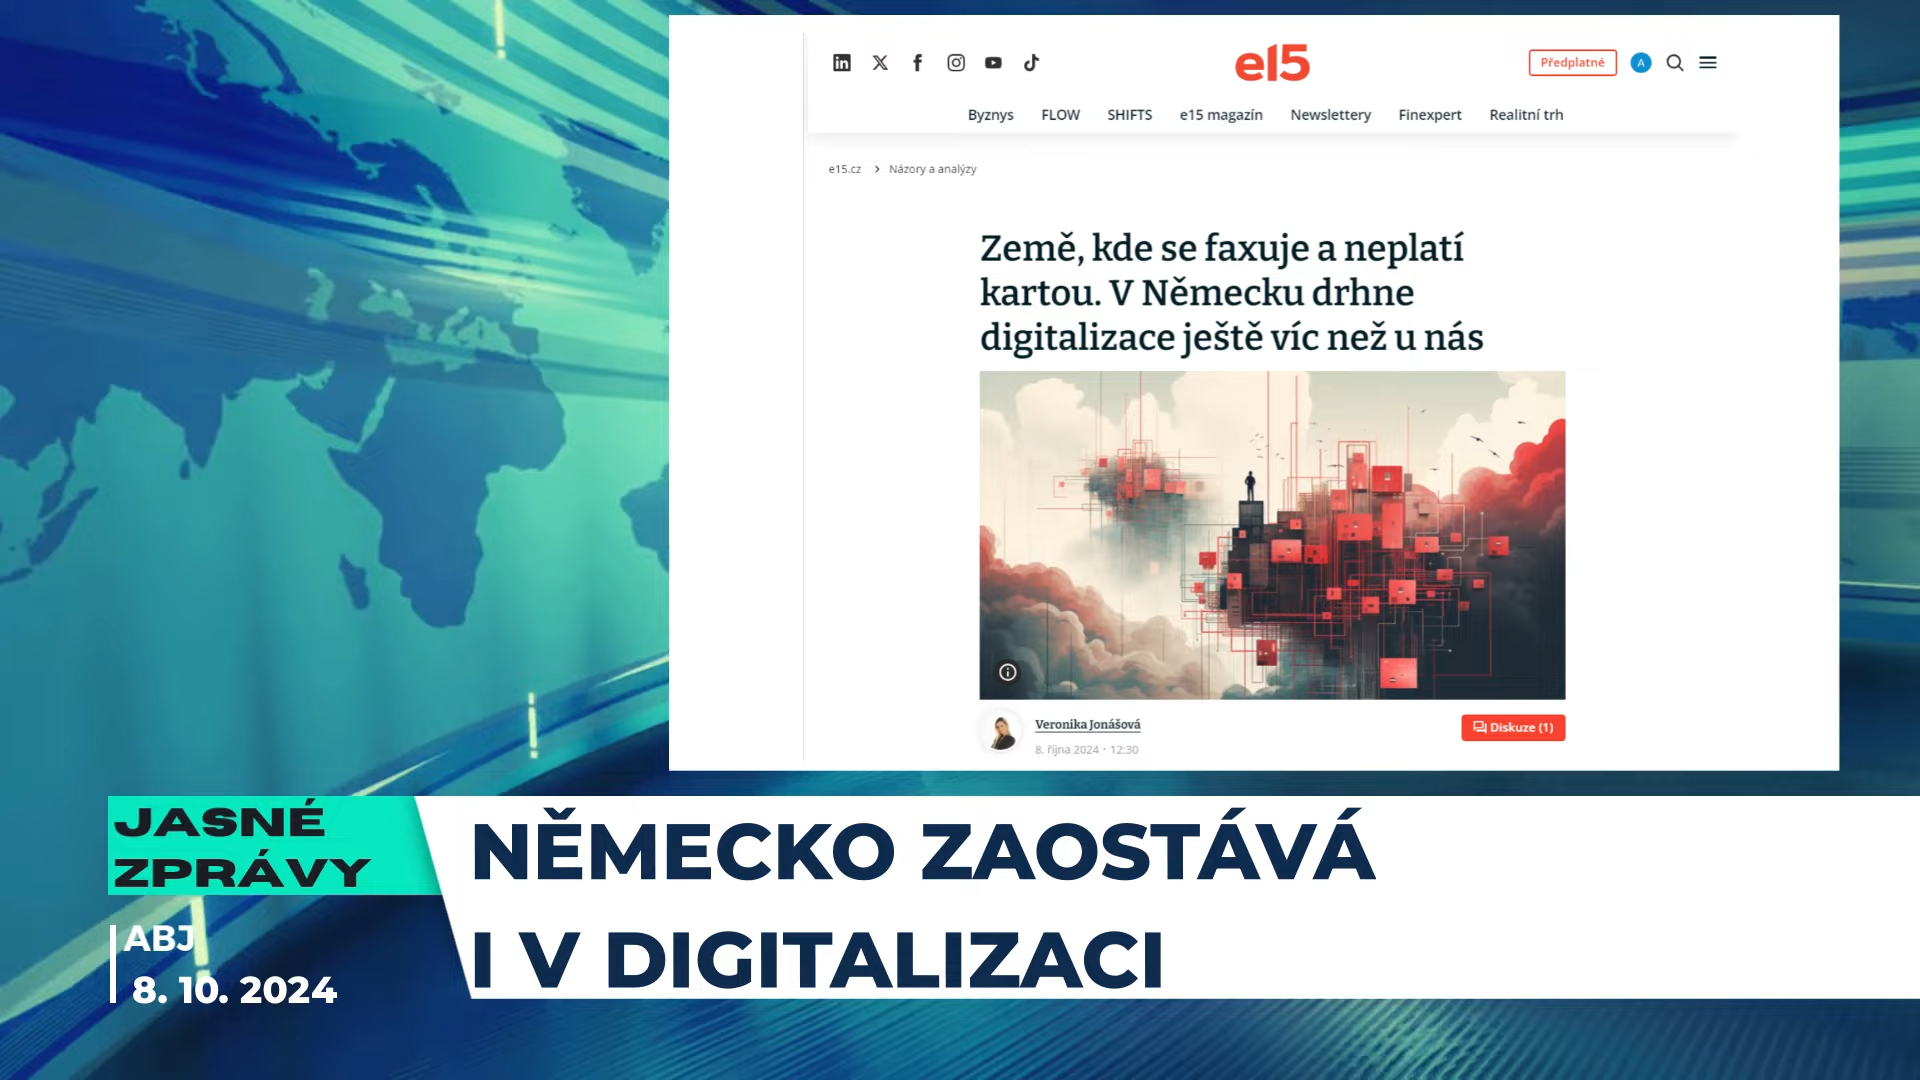 e15
Předplatné
A
Byznys FLOW SHIFTS e15 magazín Newslettery Finexpert Realitní trh
e15.cz > Názory a analýzy
Země, kde se faxuje a neplatí
kartou. V Německu drhne
digitalizace ještě víc než u nás
Veronika Jonášová
8. října 2024 · 12:30
Diskuze (1)
JASNÉ
ZPRÁVY
NĚMECKO ZAOSTÁVÁ
I V DIGITALIZACI
ABJ
8. 10. 2024